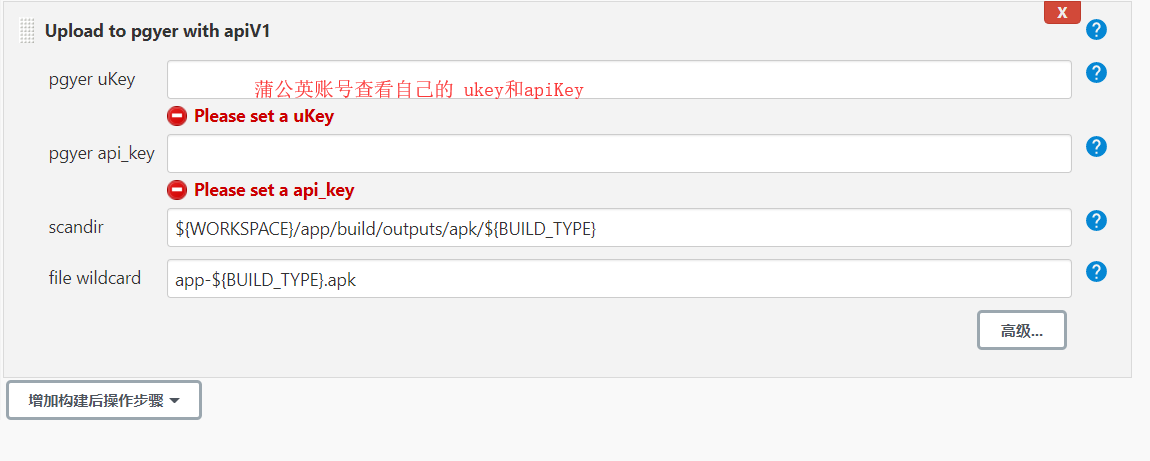 X
Upload to pgyer with apiV1
?
pgyer uKey
蒲公英账号查看自己的 ukey和apiKey
?
Please set a uKey
pgyer api_key
?
Please set a api_key
scandir
${WORKSPACE}/app/build/outputs/apk/${BUILD_TYPE}
?
file wildcard
app-${BUILD_TYPE}.apk
?
高级...
增加构建后操作步骤